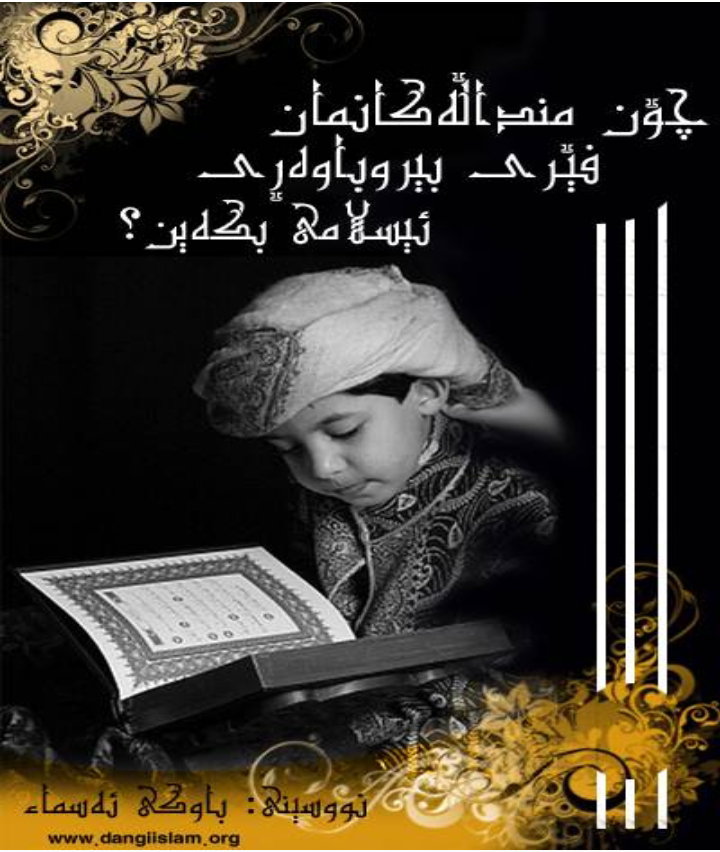 چۆن منداڵەکانمان
فێری بیروباوەڕی
ئیسلامی بکەین؟
نووسینی: باوکی ئەسماء
www.dangiislam.org